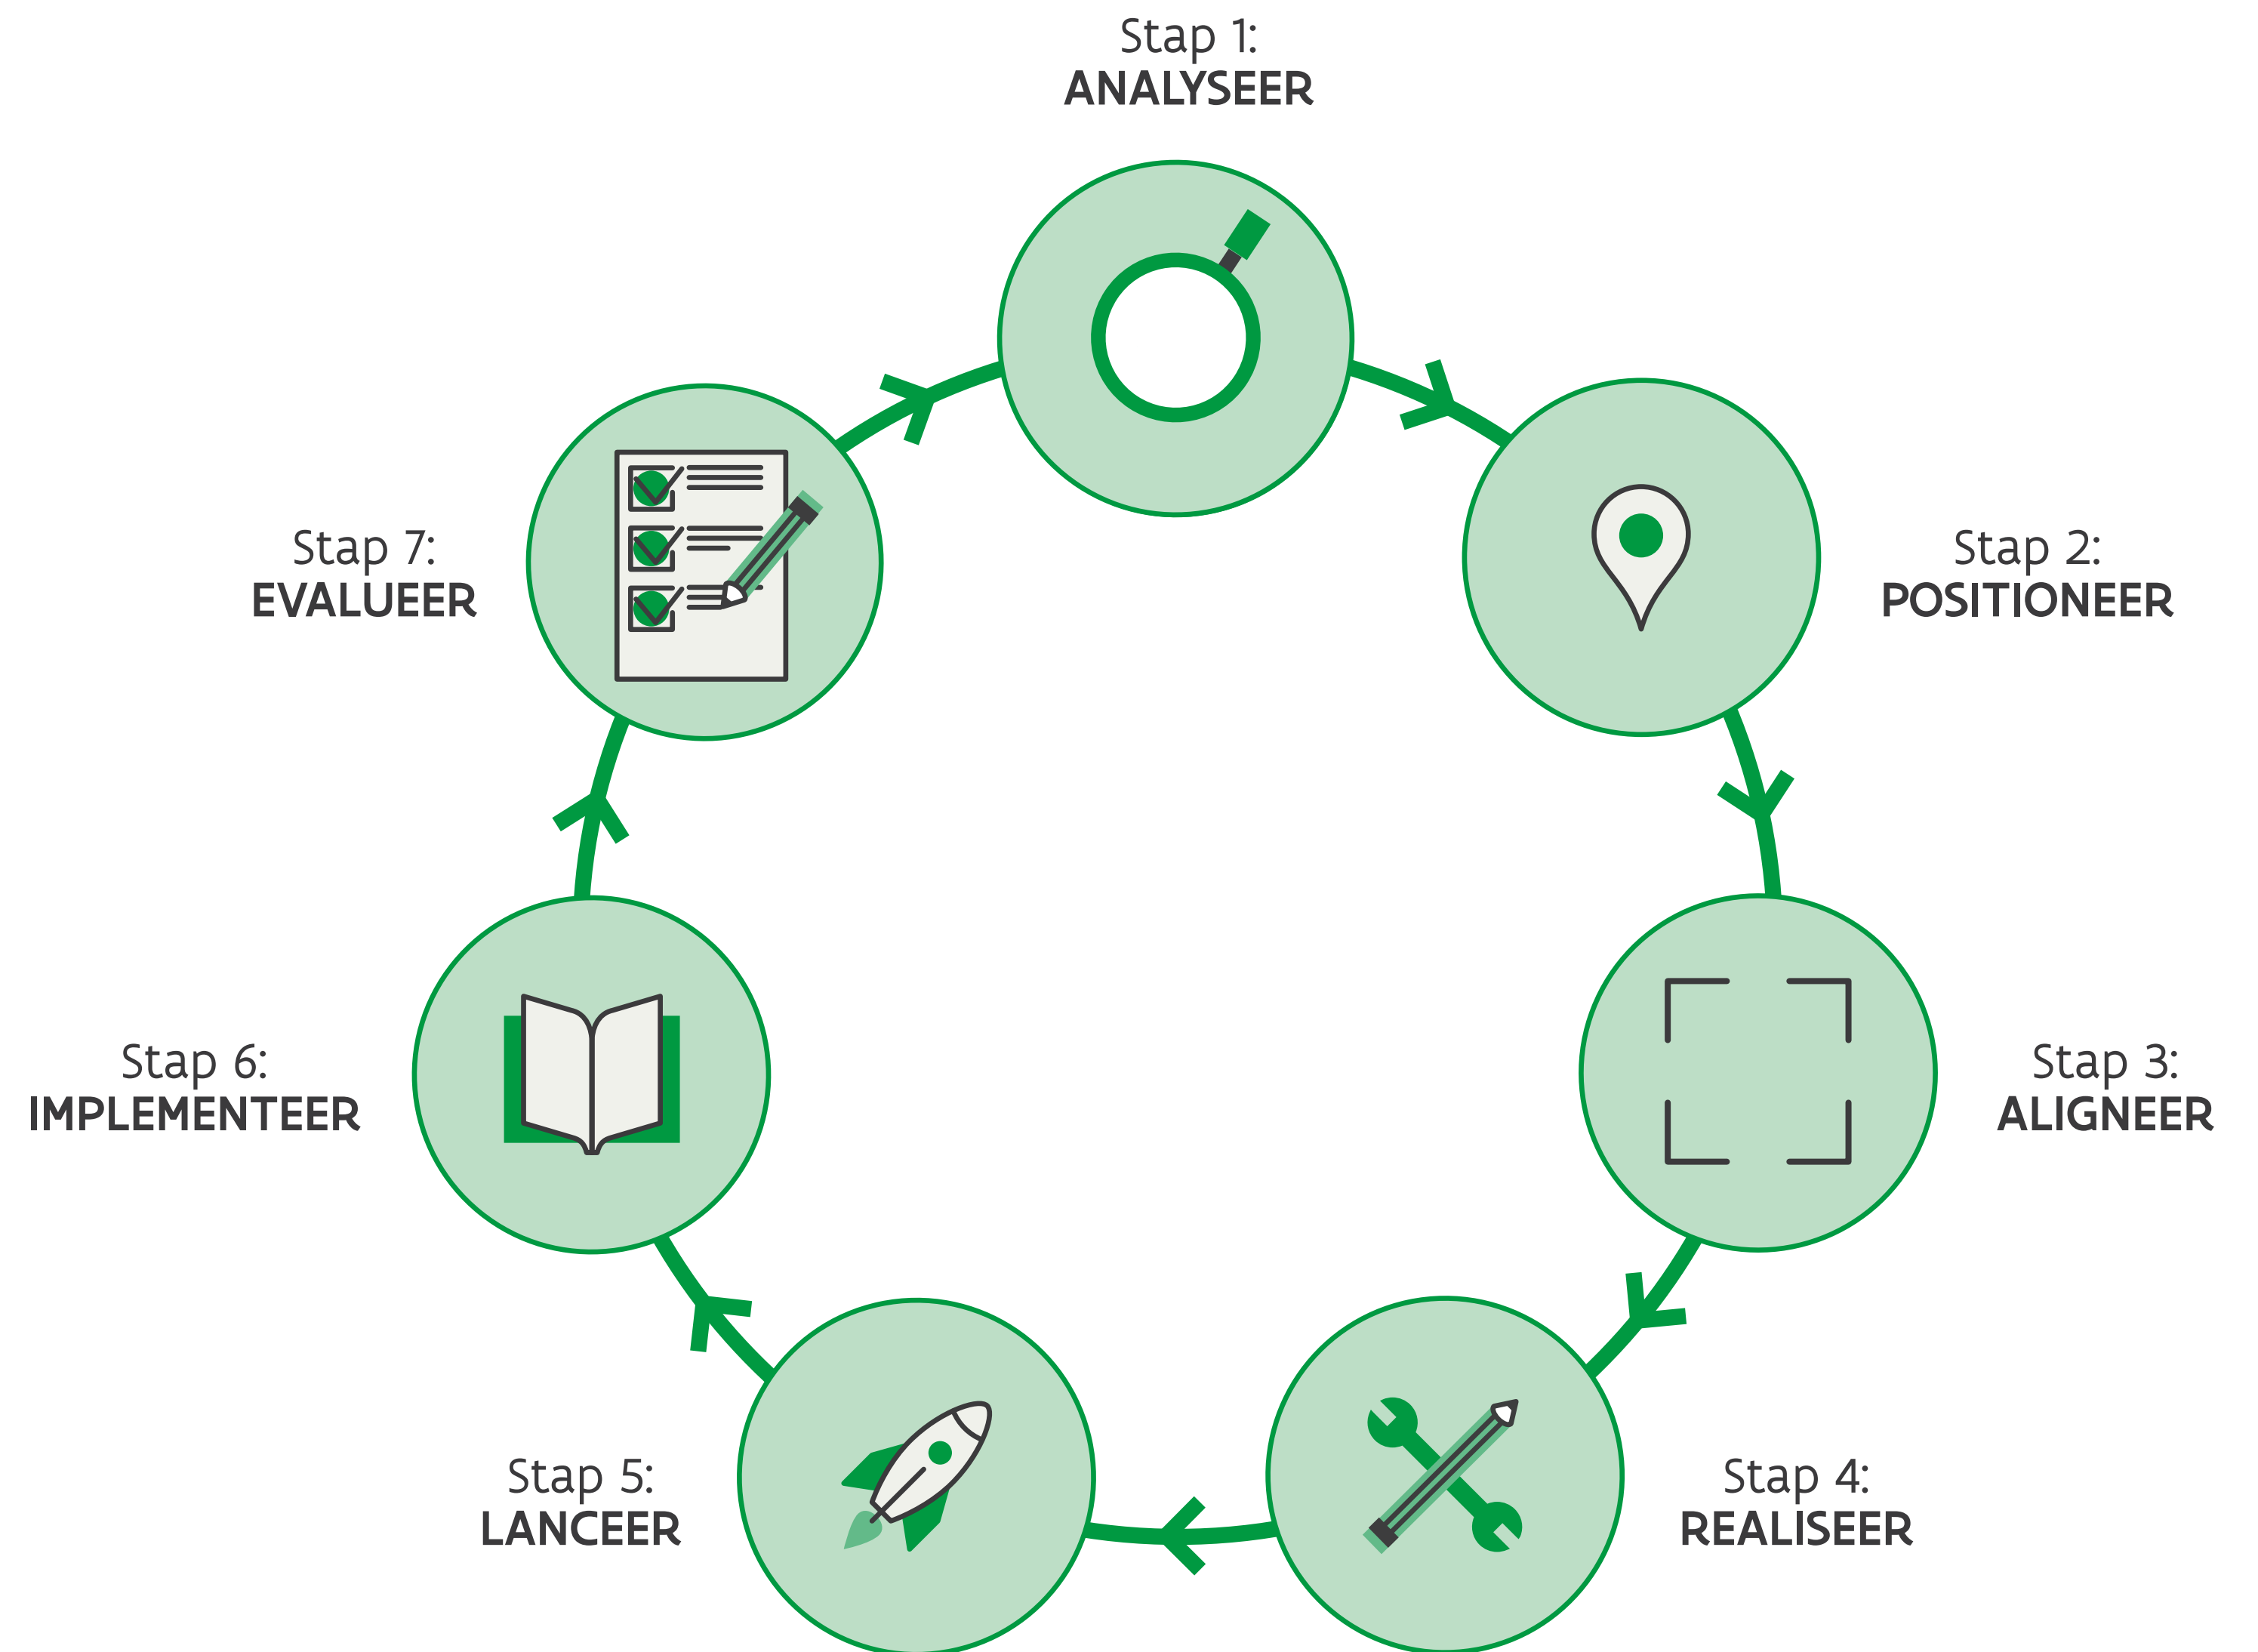 Stap 1:
ANALYSEER
Stap 2:
POSITIONEER
Stap 3:
ALIGNEER
Stap 4:
REALISEER
Stap 5:
LANCEER
Stap 6:
IMPLEMENTEER
Stap 7:
EVALUEER